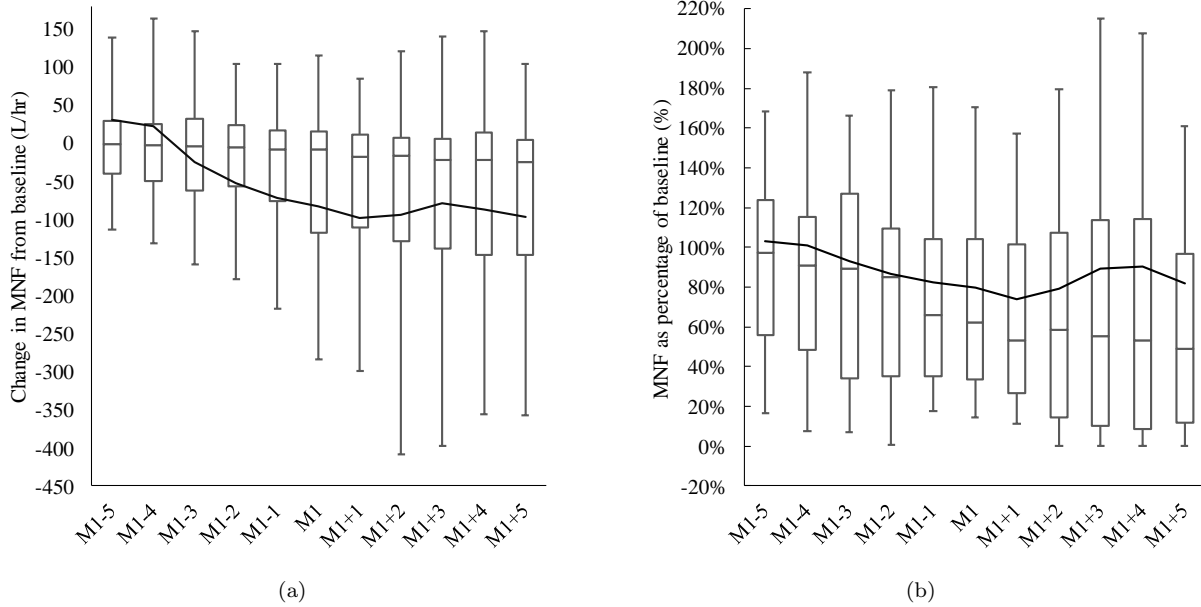 Change in MNF from baseline (L/hr)
150
100
50
0
-50
-100
-150
-200
-250
-300
-350
-400
-450
M1-5
M1-4
M1-3
M1-2
M1-1
M1
M1+1
M1+2
M1+3
M1+4
M1+5
(a)
MNF as percentage of baseline (%)
220%
200%
180%
160%
140%
120%
100%
80%
60%
40%
20%
0%
-20%
M1-5
M1-4
M1-3
M1-2
M1-1
M1
M1+1
M1+2
M1+3
M1+4
M1+5
(b)